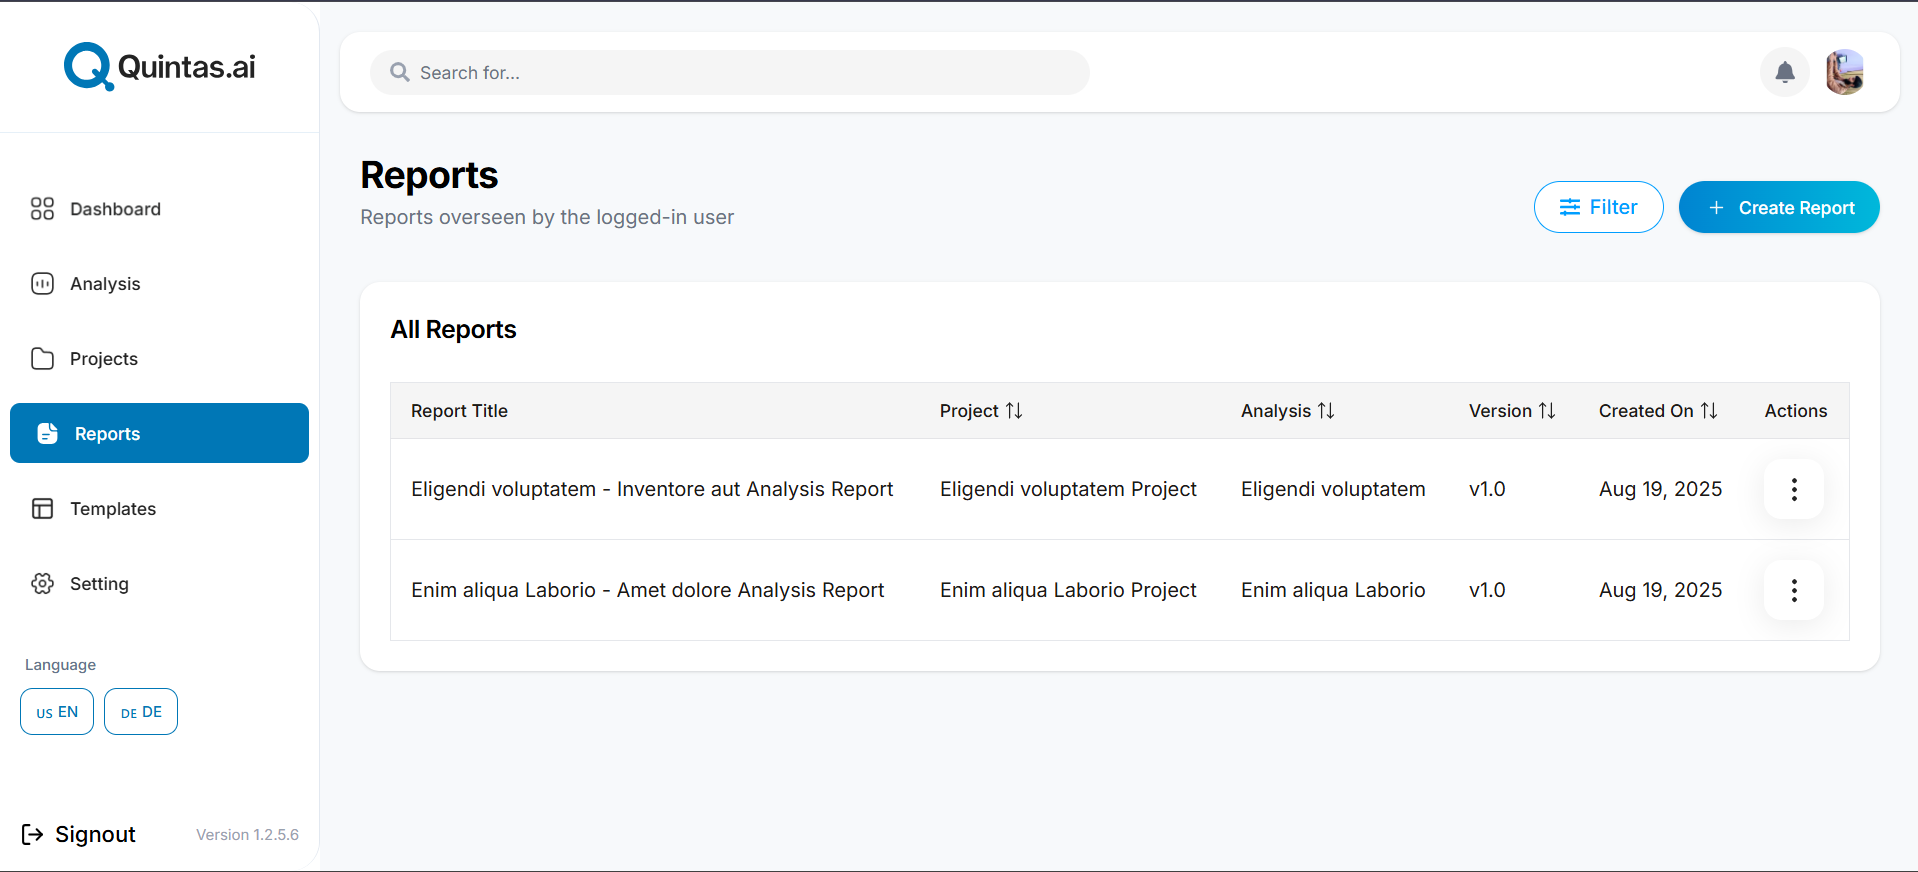 Quintas.ai
Search for...
Dashboard
Analysis
Projects
Reports
Templates
Setting
Language
US EN
DE DE
Signout
Version 1.2.5.6
Reports
Reports overseen by the logged-in user
Filter
+ Create Report
All Reports
Report Title Project Analysis Version Created On Actions
Eligendi voluptatem - Inventore aut Analysis Report Eligendi voluptatem Project Eligendi voluptatem v1.0 Aug 19, 2025
Enim aliqua Laborio - Amet dolore Analysis Report Enim aliqua Laborio Project Enim aliqua Laborio v1.0 Aug 19, 2025